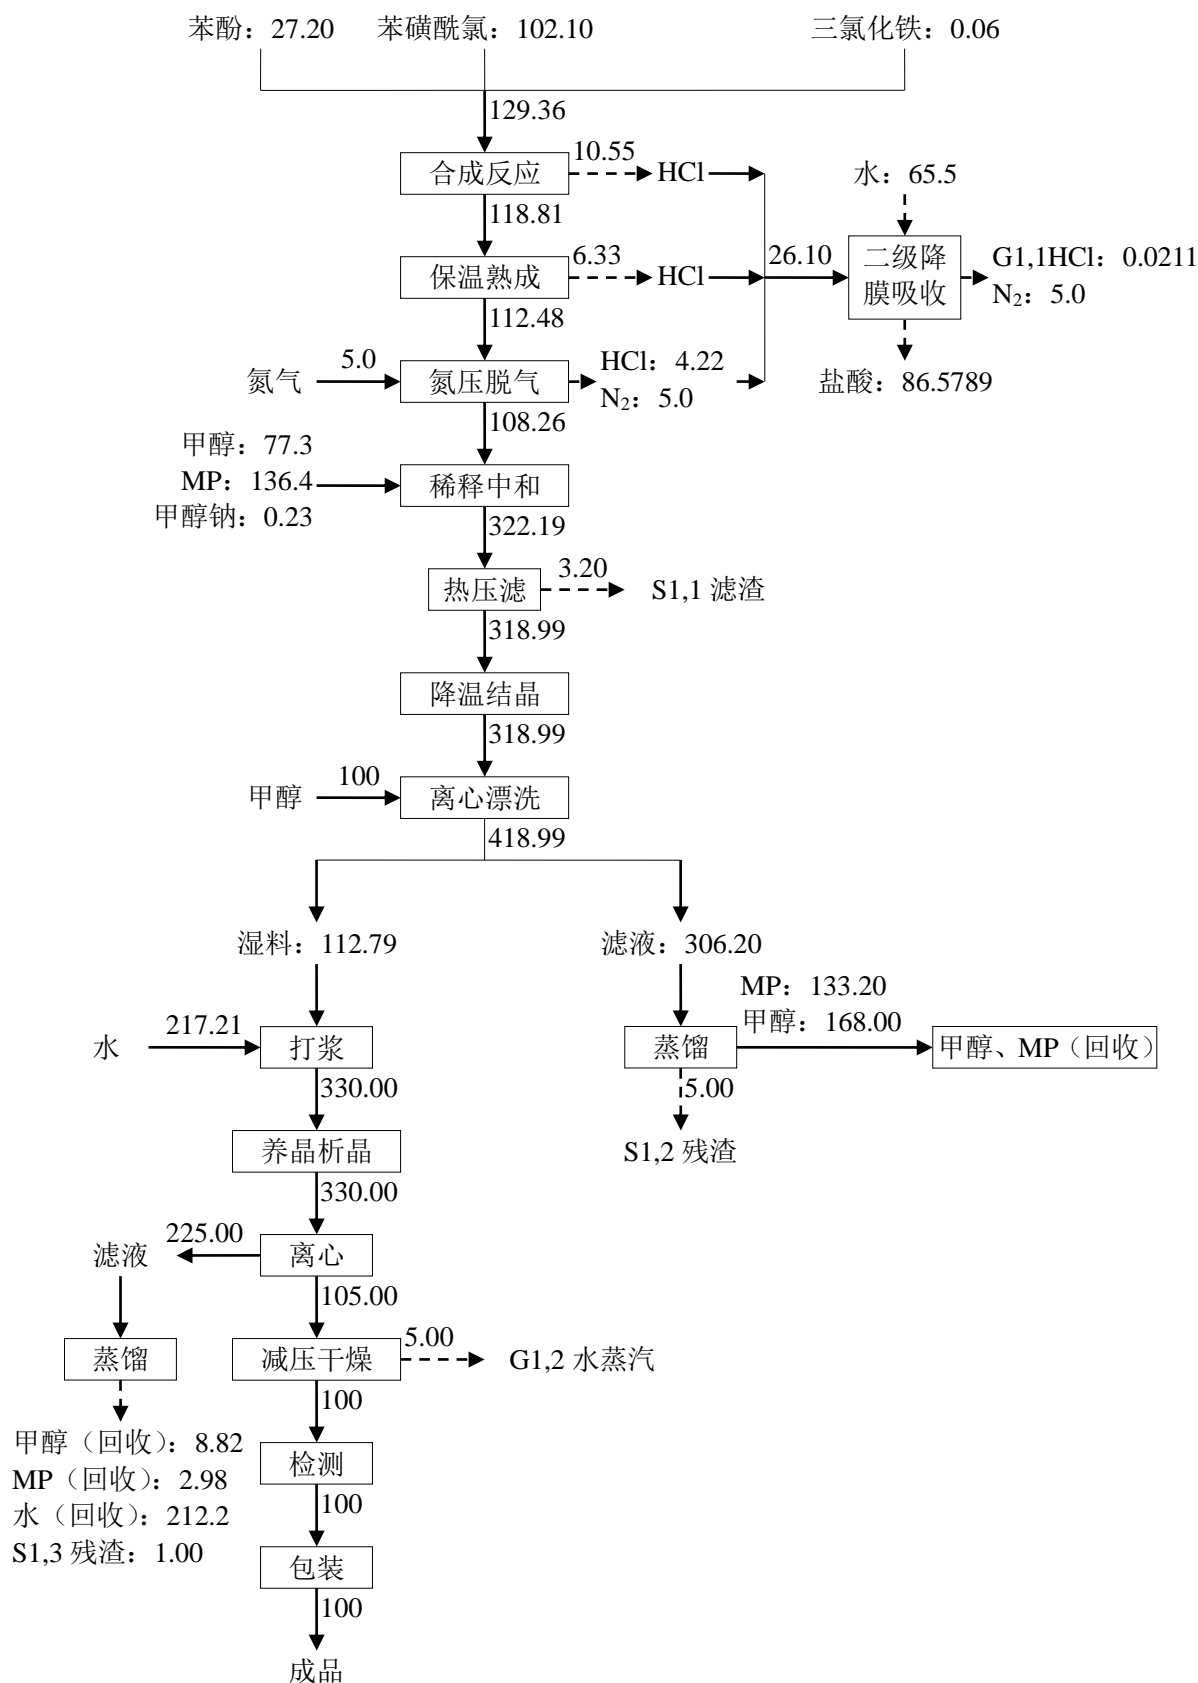 苯酚：27.20
苯磺酰氯：102.10
三氯化铁：0.06
129.36
合成反应
10.55
HCl
水：65.5
118.81
保温熟成
6.33
HCl
26.10
二级降
膜吸收
G1,1HCl：0.0211
N₂：5.0
112.48
氮气
5.0
氮压脱气
HCl：4.22
N₂：5.0
盐酸：86.5789
108.26
甲醇：77.3
MP：136.4
甲醇钠：0.23
稀释中和
322.19
热压滤
3.20
S1,1 滤渣
318.99
降温结晶
318.99
甲醇
100
离心漂洗
418.99
湿料：112.79
滤液：306.20
水
217.21
打浆
蒸馏
MP：133.20
甲醇：168.00
甲醇、MP（回收）
330.00
5.00
养晶析晶
S1,2 残渣
330.00
滤液
225.00
离心
105.00
蒸馏
减压干燥
5.00
G1,2 水蒸汽
100
甲醇（回收）：8.82
MP（回收）：2.98
水（回收）：212.2
S1,3 残渣：1.00
检测
100
包装
100
成品